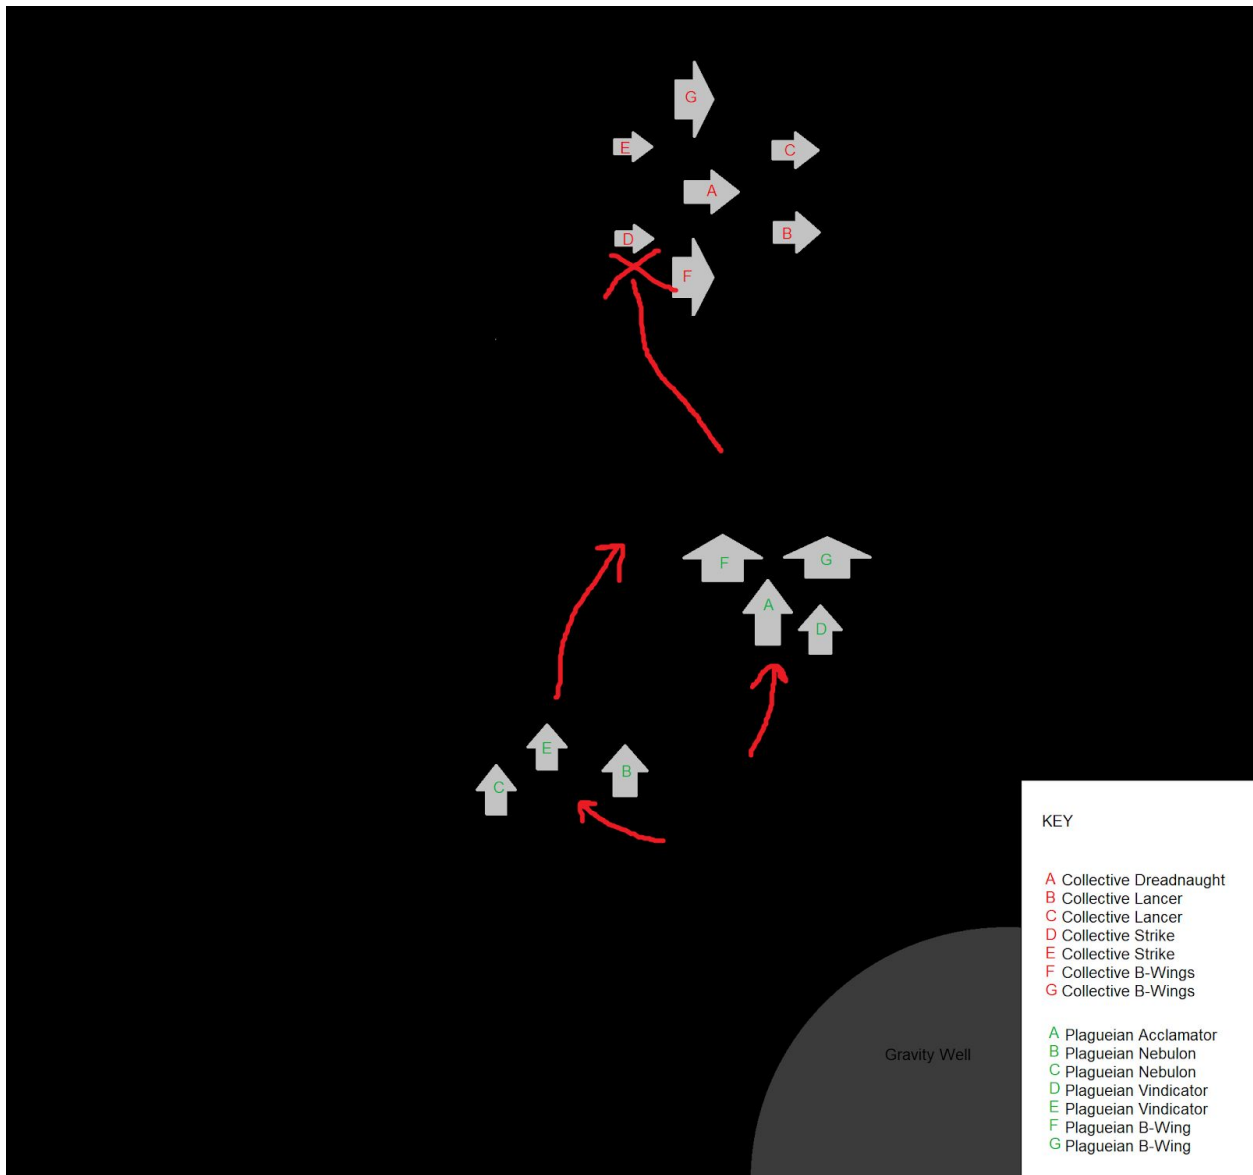 G
E
C
A
B
D
F
F
G
A
D
E
B
C
KEY
A Collective Dreadnaught
B Collective Lancer
C Collective Lancer
D Collective Strike
E Collective Strike
F Collective B-Wings
G Collective B-Wings
A Plagueian Acclamator
B Plagueian Nebulon
C Plagueian Nebulon
D Plagueian Vindicator
E Plagueian Vindicator
F Plagueian B-Wing
G Plagueian B-Wing
Gravity Well